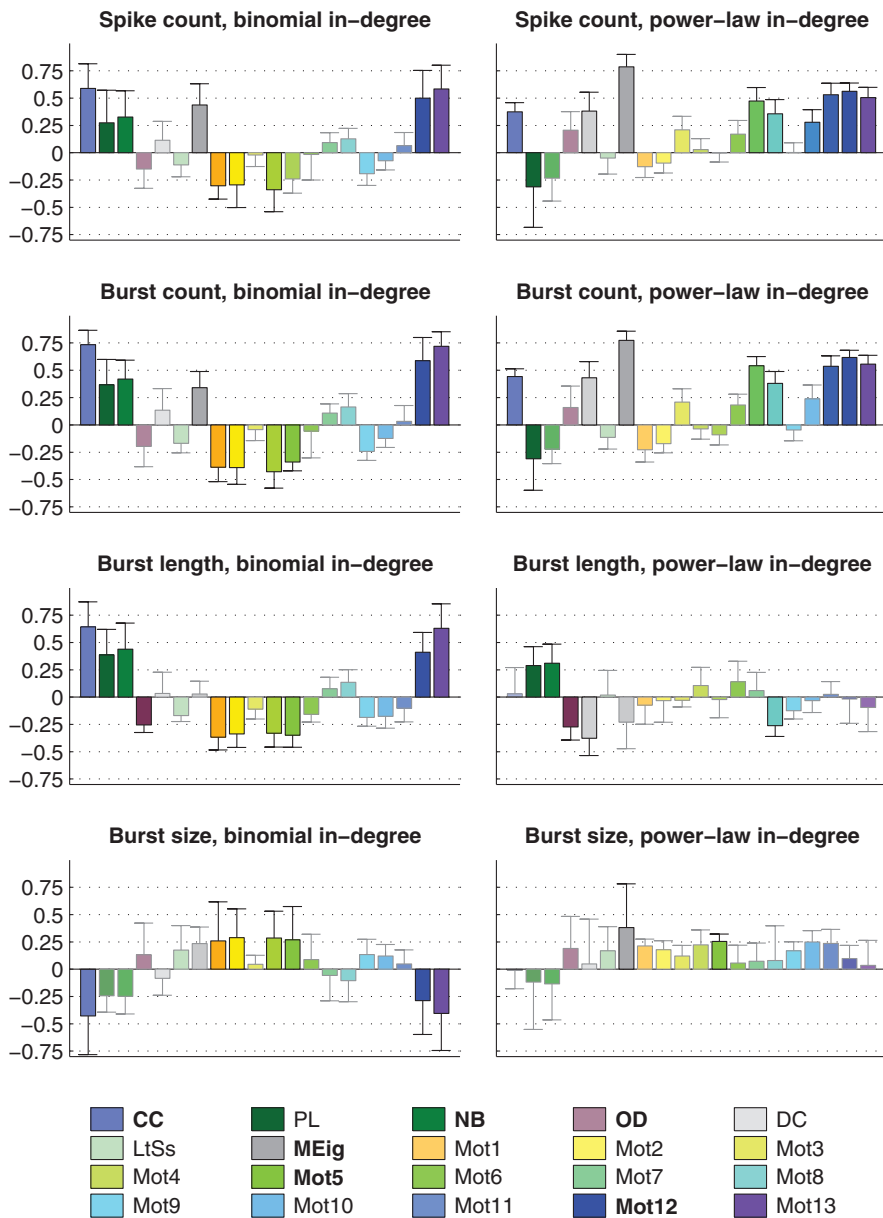 Spike count, binomial in−degree
Spike count, power−law in−degree
0.75
0.5
0.25
0
−0.25
−0.5
−0.75
Burst count, binomial in−degree
Burst count, power−law in−degree
0.75
0.5
0.25
0
−0.25
−0.5
−0.75
Burst length, binomial in−degree
Burst length, power−law in−degree
0.75
0.5
0.25
0
−0.25
−0.5
−0.75
Burst size, binomial in−degree
Burst size, power−law in−degree
0.75
0.5
0.25
0
−0.25
−0.5
−0.75
CC PL NB OD DC
LtSs MEig Mot1 Mot2 Mot3
Mot4 Mot5 Mot6 Mot7 Mot8
Mot9 Mot10 Mot11 Mot12 Mot13